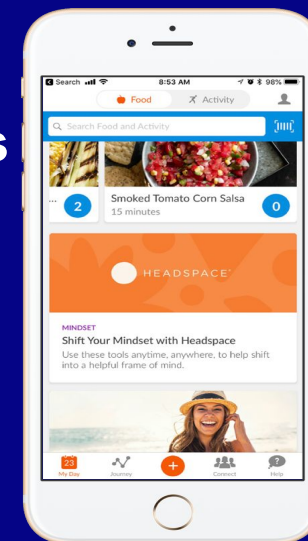 s
Search 8:53 AM 98%
Food Activity
Search Food and Activity
... 2 Smoked Tomato Corn Salsa
15 minutes 0
HEADSPACE
MINDSET
Shift Your Mindset with Headspace
Use these tools anytime, anywhere, to help shift
into a helpful frame of mind.
23
My Day Journey + Connect ? Help